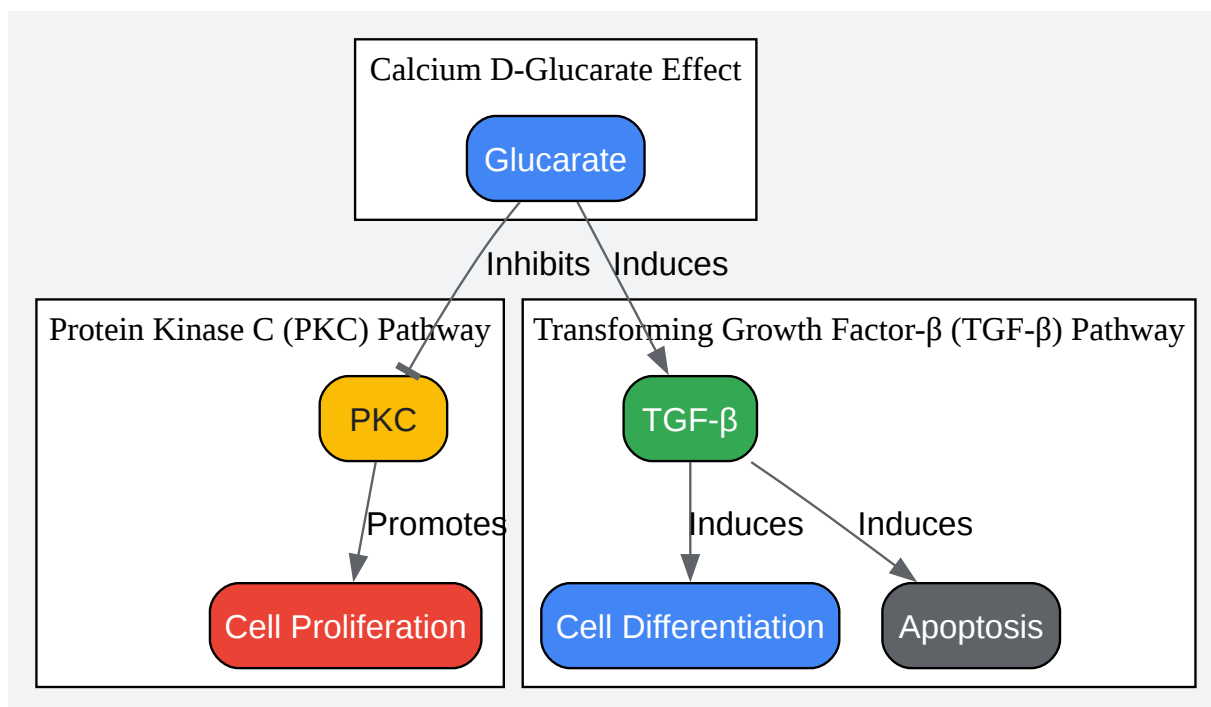 Calcium D-Glucarate Effect
Glucarate
Inhibits
Induces
Protein Kinase C (PKC) Pathway
Transforming Growth Factor-β (TGF-β) Pathway
PKC
TGF-β
Promotes
Induces
Induces
Cell Proliferation
Cell Differentiation
Apoptosis